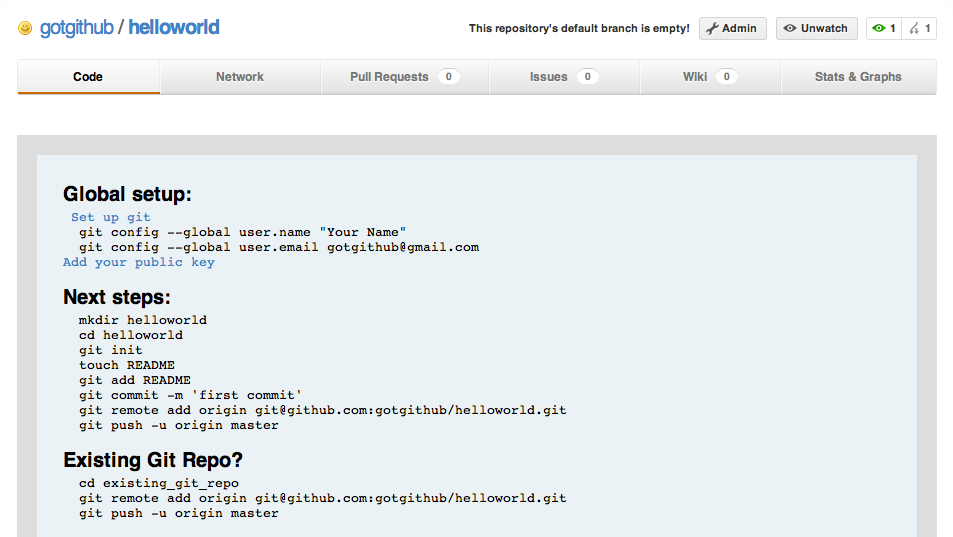 gotgithub / helloworld This repository's default branch is empty! Admin Unwatch 1 1
Code Network Pull Requests 0 Issues 0 Wiki 0 Stats & Graphs
Global setup:
Set up git
git config --global user.name "Your Name"
git config --global user.email gotgithub@gmail.com
Add your public key
Next steps:
mkdir helloworld
cd helloworld
git init
touch README
git add README
git commit -m 'first commit'
git remote add origin git@github.com:gotgithub/helloworld.git
git push -u origin master
Existing Git Repo?
cd existing_git_repo
git remote add origin git@github.com:gotgithub/helloworld.git
git push -u origin master